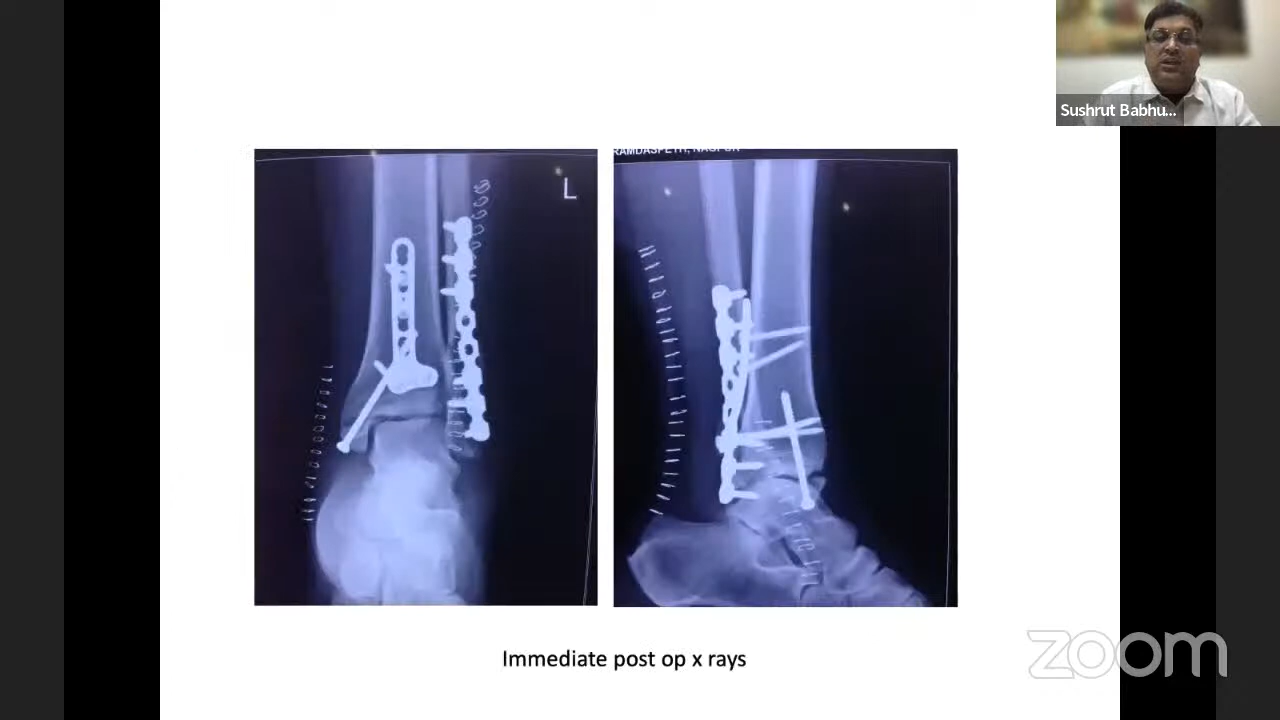 Sushrut Babhu...
RAMDASPETH, NAGPUR
L
Immediate post op x rays
zoom